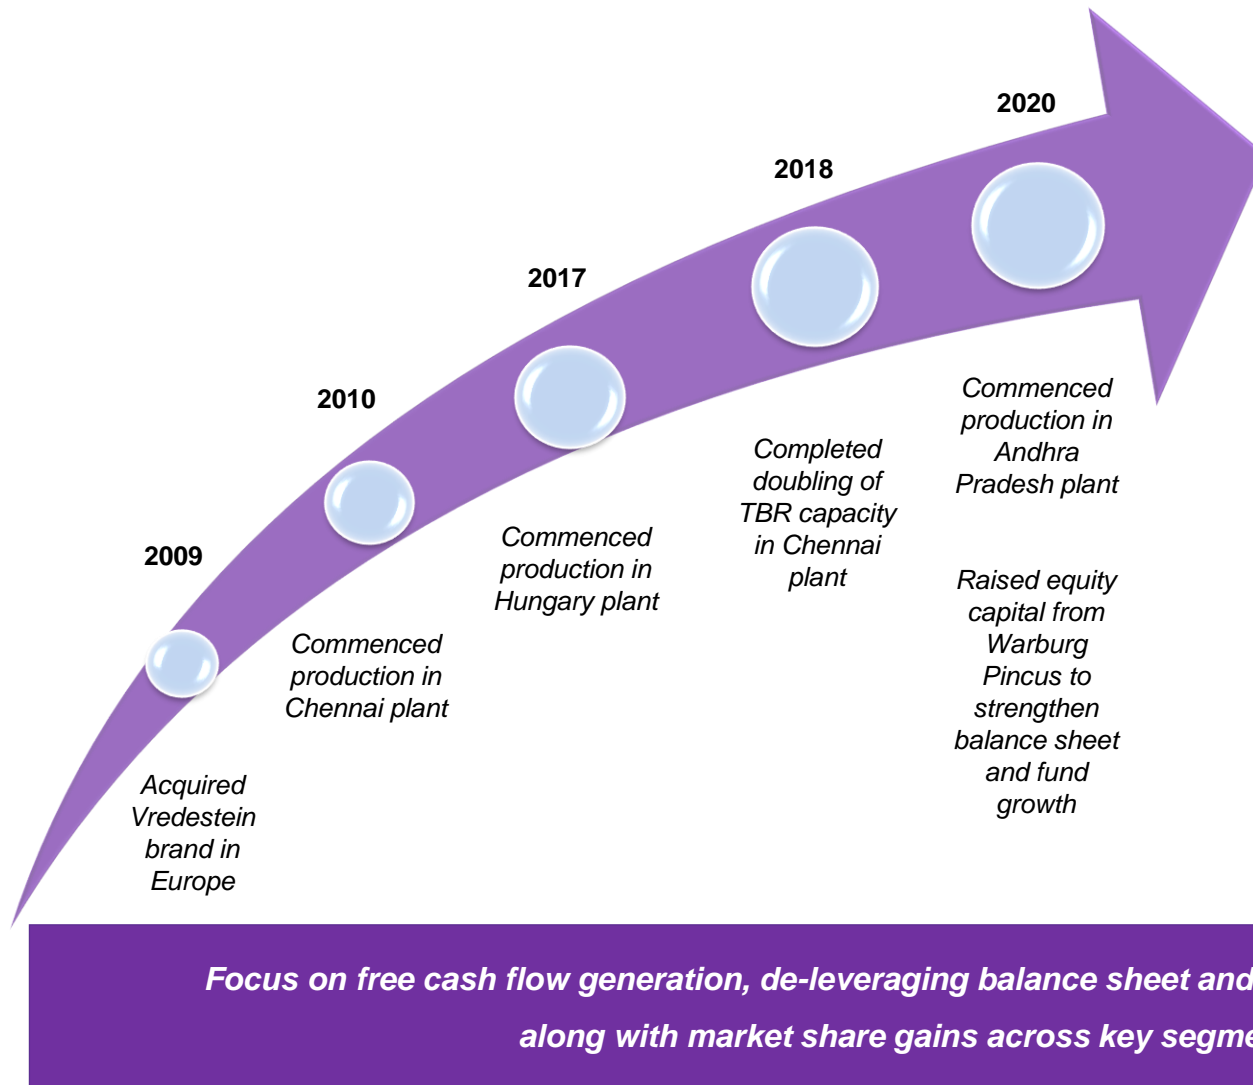 2009
Acquired
Vredestein
brand in
Europe
2010
Commenced
production in
Chennai plant
2017
Commenced
production in
Hungary plant
2018
Completed
doubling of
TBR capacity
in Chennai
plant
2020
Commenced
production in
Andhra
Pradesh plant
Raised equity
capital from
Warburg
Pincus to
strengthen
balance sheet
and fund
growth
Focus on free cash flow generation, de-leveraging balance sheet and
along with market share gains across key segme